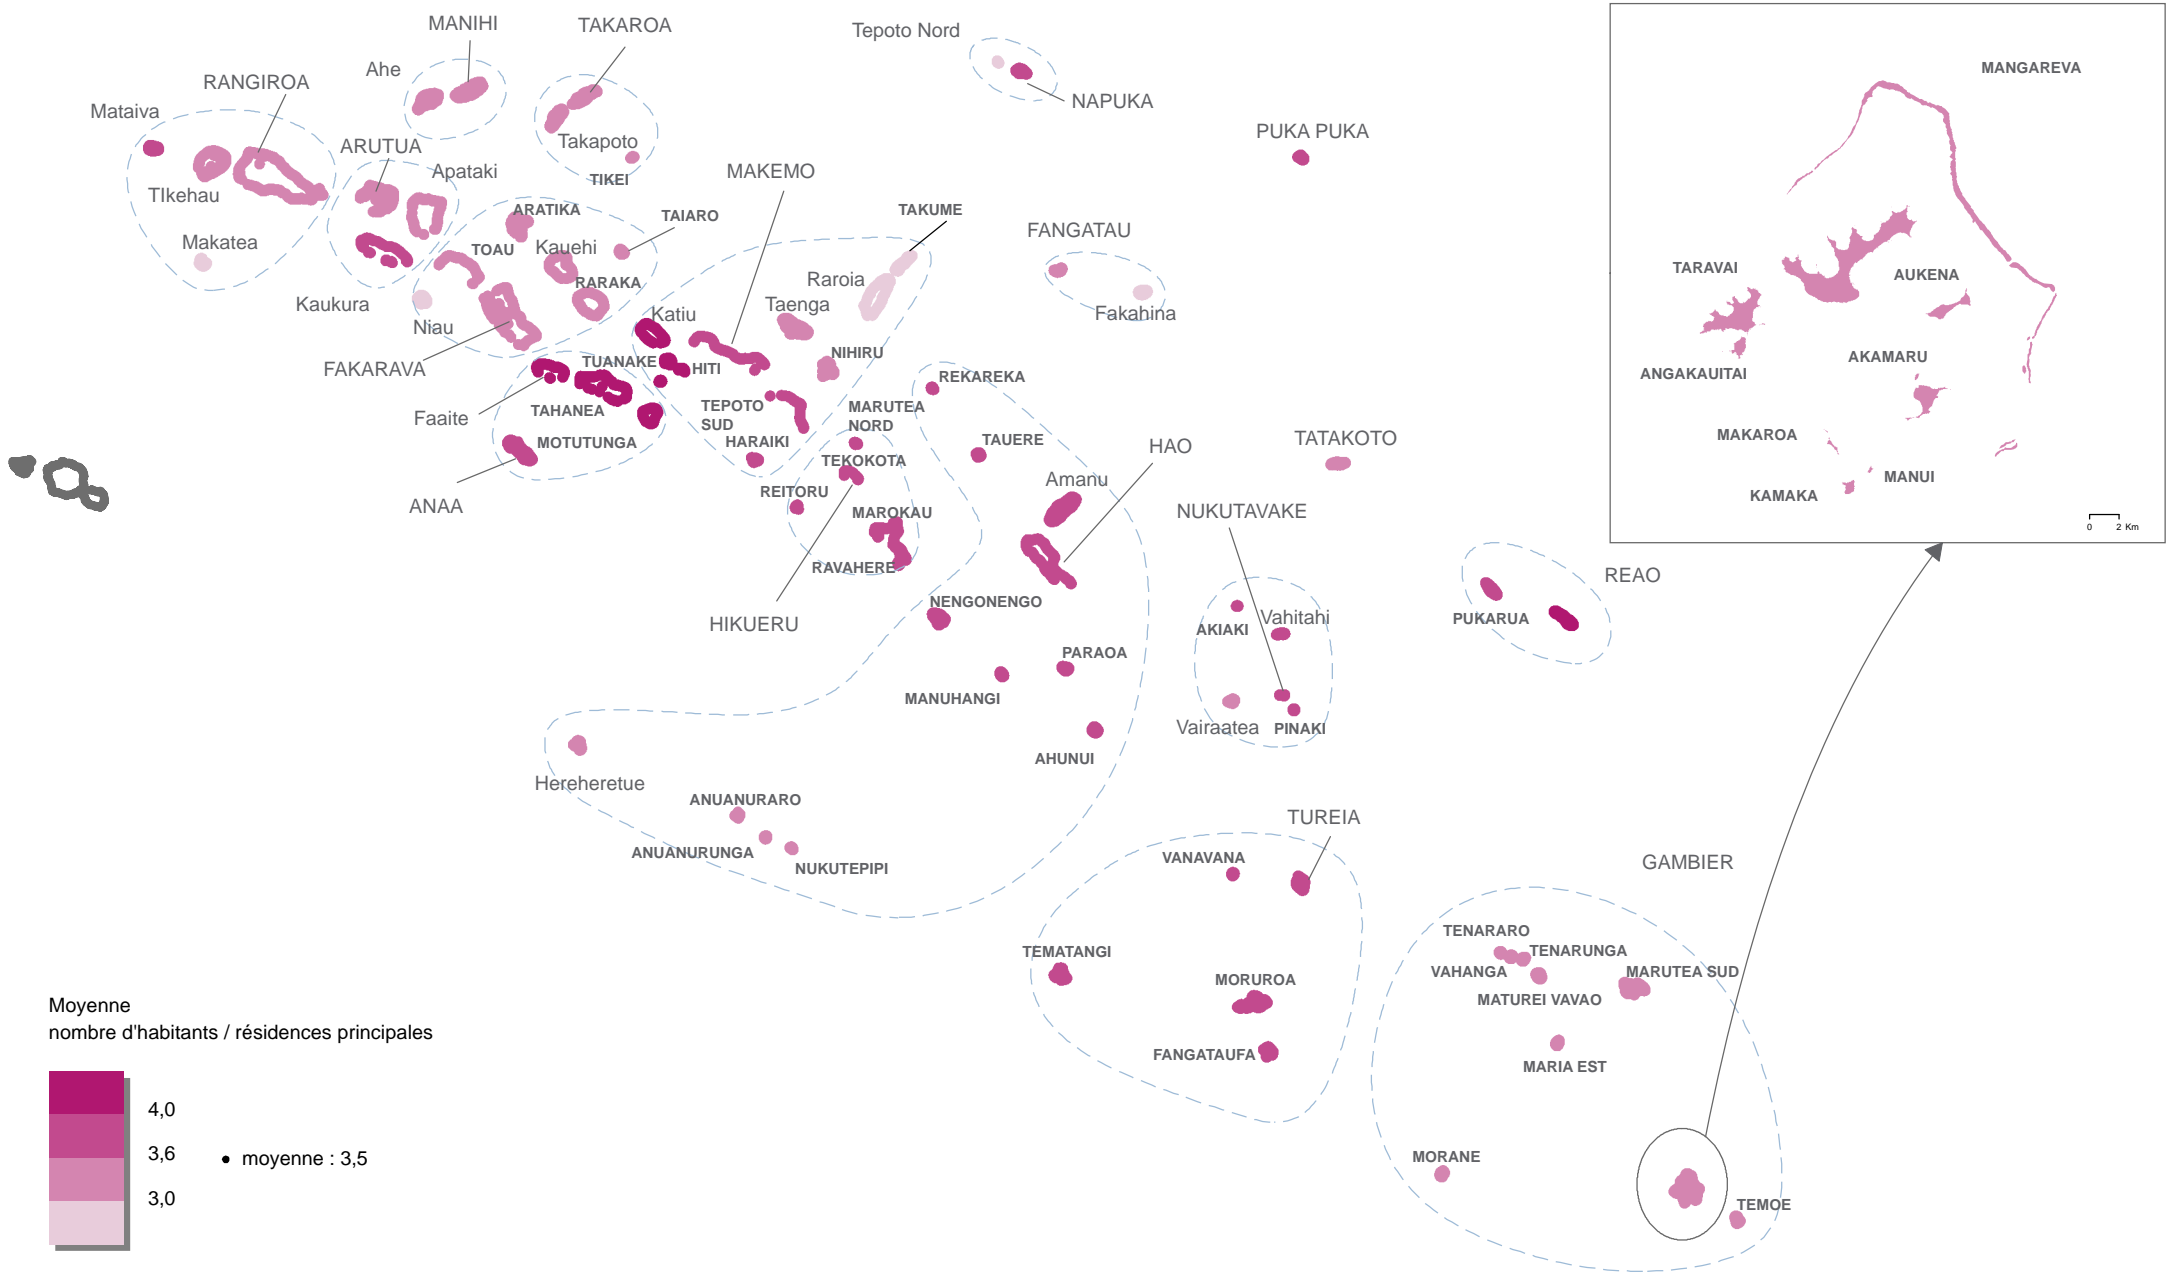 MANIHI
TAKAROA
Tepoto Nord
Ahe
RANGIROA
NAPUKA
Mataiva
PUKA PUKA
ARUTUA
Takapoto
Apataki
MAKEMO
TIKEI
TIkehau
ARATIKA
TAIARO
TAKUME
FANGATAU
Makatea
TOAU
Kauehi
Raroia
RARAKA
Kaukura
Niau
Katiu
Taenga
Fakahina
FAKARAVA
TUANAKE
HITI
NIHIRU
REKAREKA
Faaite
TAHANEA
TEPOTO
SUD
MARUTEA
NORD
MOTUTUNGA
HARAIKI
TAUERE
HAO
TATAKOTO
TEKOKOTA
ANAA
REITORU
Amanu
MAROKAU
NUKUTAVAKE
RAVAHERE
REAO
NENGONENGO
HIKUERU
AKIAKI
Vahitahi
PUKARUA
PARAOA
MANUHANGI
Vairaatea
PINAKI
AHUNUI
Hereheretue
ANUANURARO
ANUANURUNGA
NUKUTEPIPI
TUREIA
VANAVANA
GAMBIER
TEMATANGI
MORUROA
FANGATAUFA
TENARARO
TENARUNGA
VAHANGA
MARUTEA SUD
MATUREI VAVAO
MARIA EST
MORANE
TEMOE
MANGAREVA
TARAVAI
AUKENA
AKAMARU
ANGAKAUITAI
MAKAROA
MANUI
KAMAKA
0 2 Km
Moyenne
nombre d'habitants / résidences principales
4,0
3,6
moyenne : 3,5
3,0